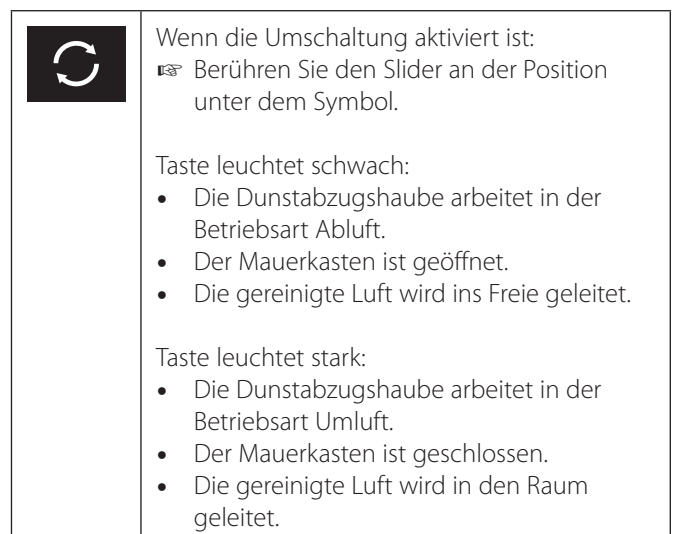 Wenn die Umschaltung aktiviert ist:
☞ Berühren Sie den Slider an der Position
unter dem Symbol.
Taste leuchtet schwach:
• Die Dunstabzugshaube arbeitet in der
Betriebsart Abluft.
• Der Mauerkasten ist geöffnet.
• Die gereinigte Luft wird ins Freie geleitet.
Taste leuchtet stark:
• Die Dunstabzugshaube arbeitet in der
Betriebsart Umluft.
• Der Mauerkasten ist geschlossen.
• Die gereinigte Luft wird in den Raum
geleitet.